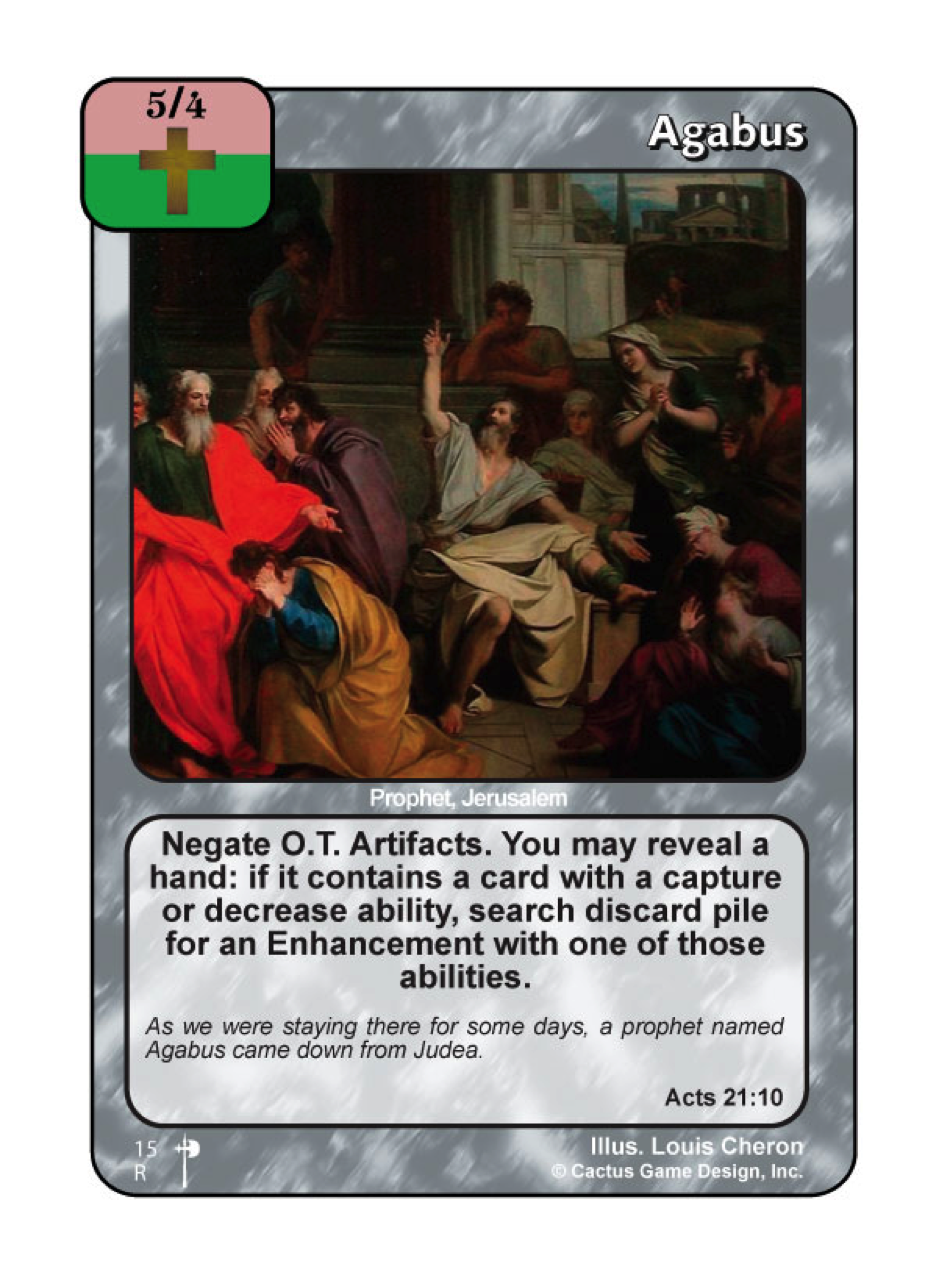 5/4
Agabus
Prophet, Jerusalem
Negate O.T. Artifacts. You may reveal a
hand: if it contains a card with a capture
or decrease ability, search discard pile
for an Enhancement with one of those
abilities.
As we were staying there for some days, a prophet named
Agabus came down from Judea.
Acts 21:10
15
R
Illus. Louis Cheron
© Cactus Game Design, Inc.